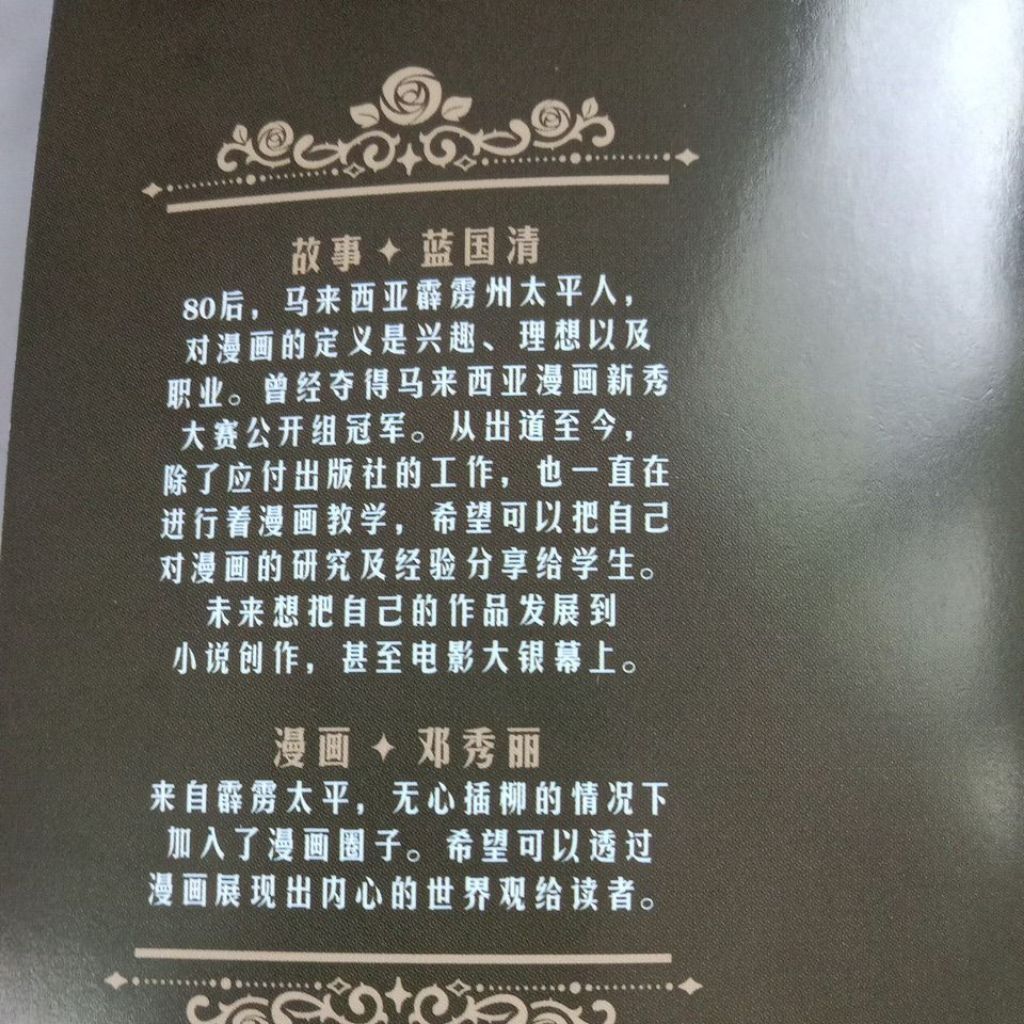 故事✦蓝国清
80后，马来西亚霹雳州太平人，
对漫画的定义是兴趣、理想以及
职业。曾经夺得马来西亚漫画新秀
大赛公开组冠军。从出道至今，
除了应付出版社的工作，也一直在
进行着漫画教学，希望可以把自己
对漫画的研究及经验分享给学生。
未来想把自己的作品发展到
小说创作，甚至电影大银幕上。
漫画✦邓秀丽
来自霹雳太平，无心插柳的情况下
加入了漫画圈子。希望可以透过
漫画展现出内心的世界观给读者。